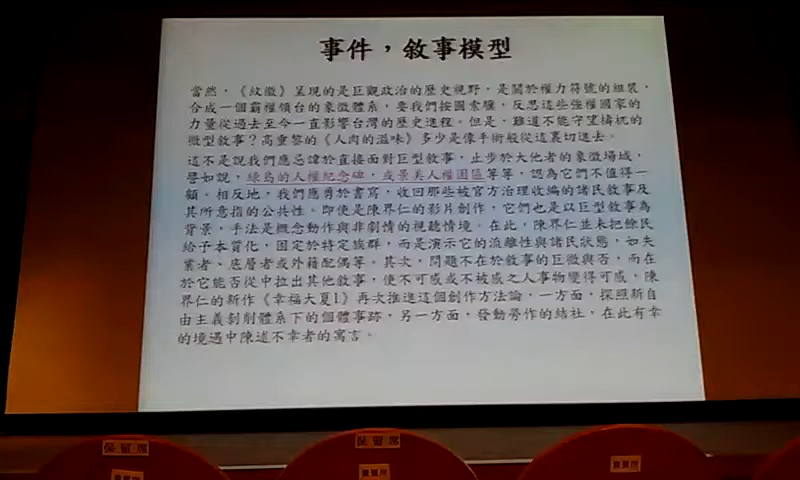 事件，敘事模型
當然，《紋徽》呈現的是巨觀政治的歷史視野，是關於權力符號的組裝，
合成一個霸權領台的象徵體系，要我們按圖索驥，反思這些強權國家的
力量從過去至今一直影響台灣的歷史進程。但是，難道不能守望檮杌的
微型敘事？高重黎的《人肉的滋味》多少是像手術般從這裏切進去。
這不是說我們應忌諱於直接面對巨型敘事，止步於大他者的象徵場域，
譬如說，綠島的人權紀念碑，或景美人權園區等等，認為它們不值得一
顧。相反地，我們應勇於書寫，收回那些被官方治理收編的諸民敘事及
其所意指的公共性。即使是陳界仁的影片創作，它們也是以巨型敘事為
背景，手法是概念動作與非劇情的視聽情境。在此，陳界仁並未把餘民
給予本質化，固定於特定族群，而是演示它的流離性與諸民狀態，如失
業者、底層者或外籍配偶等。其次，問題不在於敘事的巨微與否，而在
於它能否從中拉出其他敘事，使不可感或不被感之人事物變得可感，陳
界仁的新作《幸福大廈I》再次推進這個創作方法論，一方面，探照新自
由主義剝削體系下的個體事跡，另一方面，發動勞作的結社，在此有幸
的境遇中陳述不幸者的寓言。
保留席
保留席
貴賓席
貴賓席
貴賓席